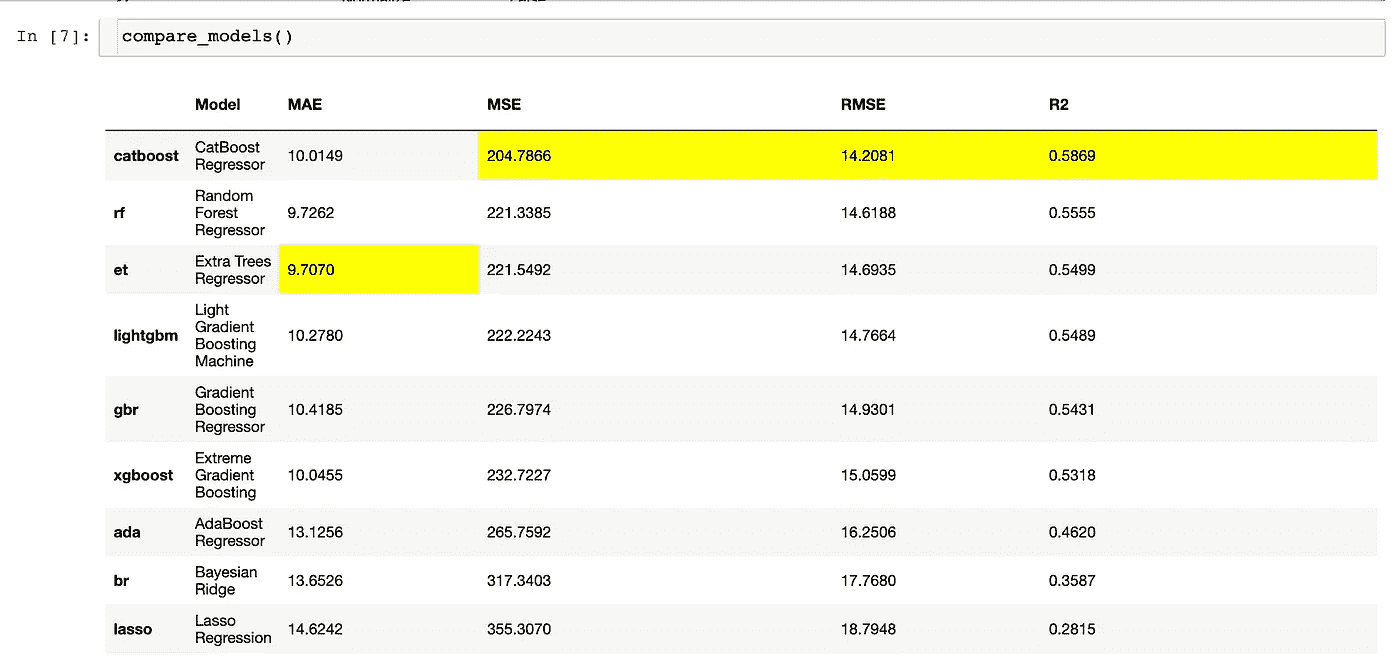 In [7]: compare_models()
Model MAE MSE RMSE R2
catboost CatBoost Regressor 10.0149 204.7866 14.2081 0.5869
rf Random Forest Regressor 9.7262 221.3385 14.6188 0.5555
et Extra Trees Regressor 9.7070 221.5492 14.6935 0.5499
lightgbm Light Gradient Boosting Machine 10.2780 222.2243 14.7664 0.5489
gbr Gradient Boosting Regressor 10.4185 226.7974 14.9301 0.5431
xgboost Extreme Gradient Boosting 10.0455 232.7227 15.0599 0.5318
ada AdaBoost Regressor 13.1256 265.7592 16.2506 0.4620
br Bayesian Ridge 13.6526 317.3403 17.7680 0.3587
lasso Lasso Regression 14.6242 355.3070 18.7948 0.2815